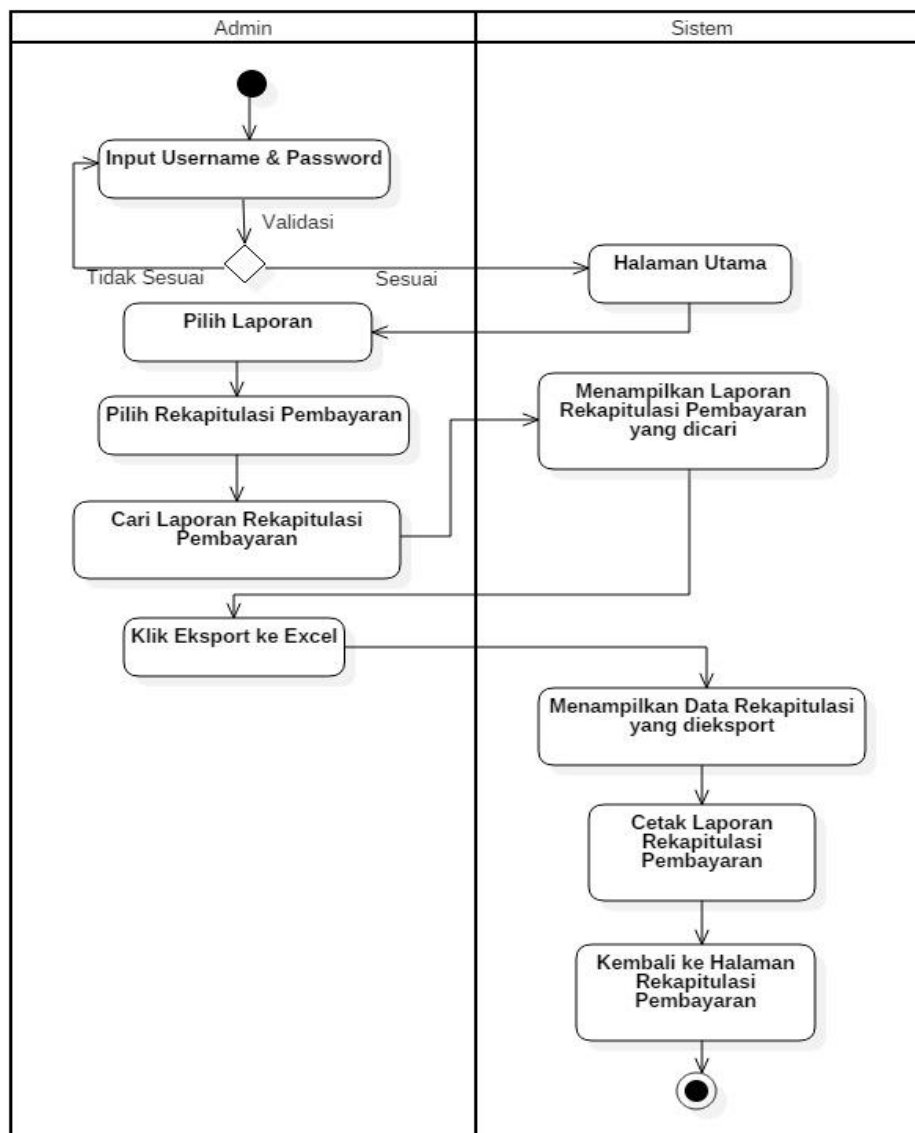 Admin
Sistem
Input Username & Password
Validasi
Tidak Sesuai
Sesuai
Halaman Utama
Pilih Laporan
Pilih Rekapitulasi Pembayaran
Menampilkan Laporan
Rekapitulasi Pembayaran
yang dicari
Cari Laporan Rekapitulasi
Pembayaran
Klik Eksport ke Excel
Menampilkan Data Rekapitulasi
yang dieksport
Cetak Laporan
Rekapitulasi
Pembayaran
Kembali ke Halaman
Rekapitulasi
Pembayaran